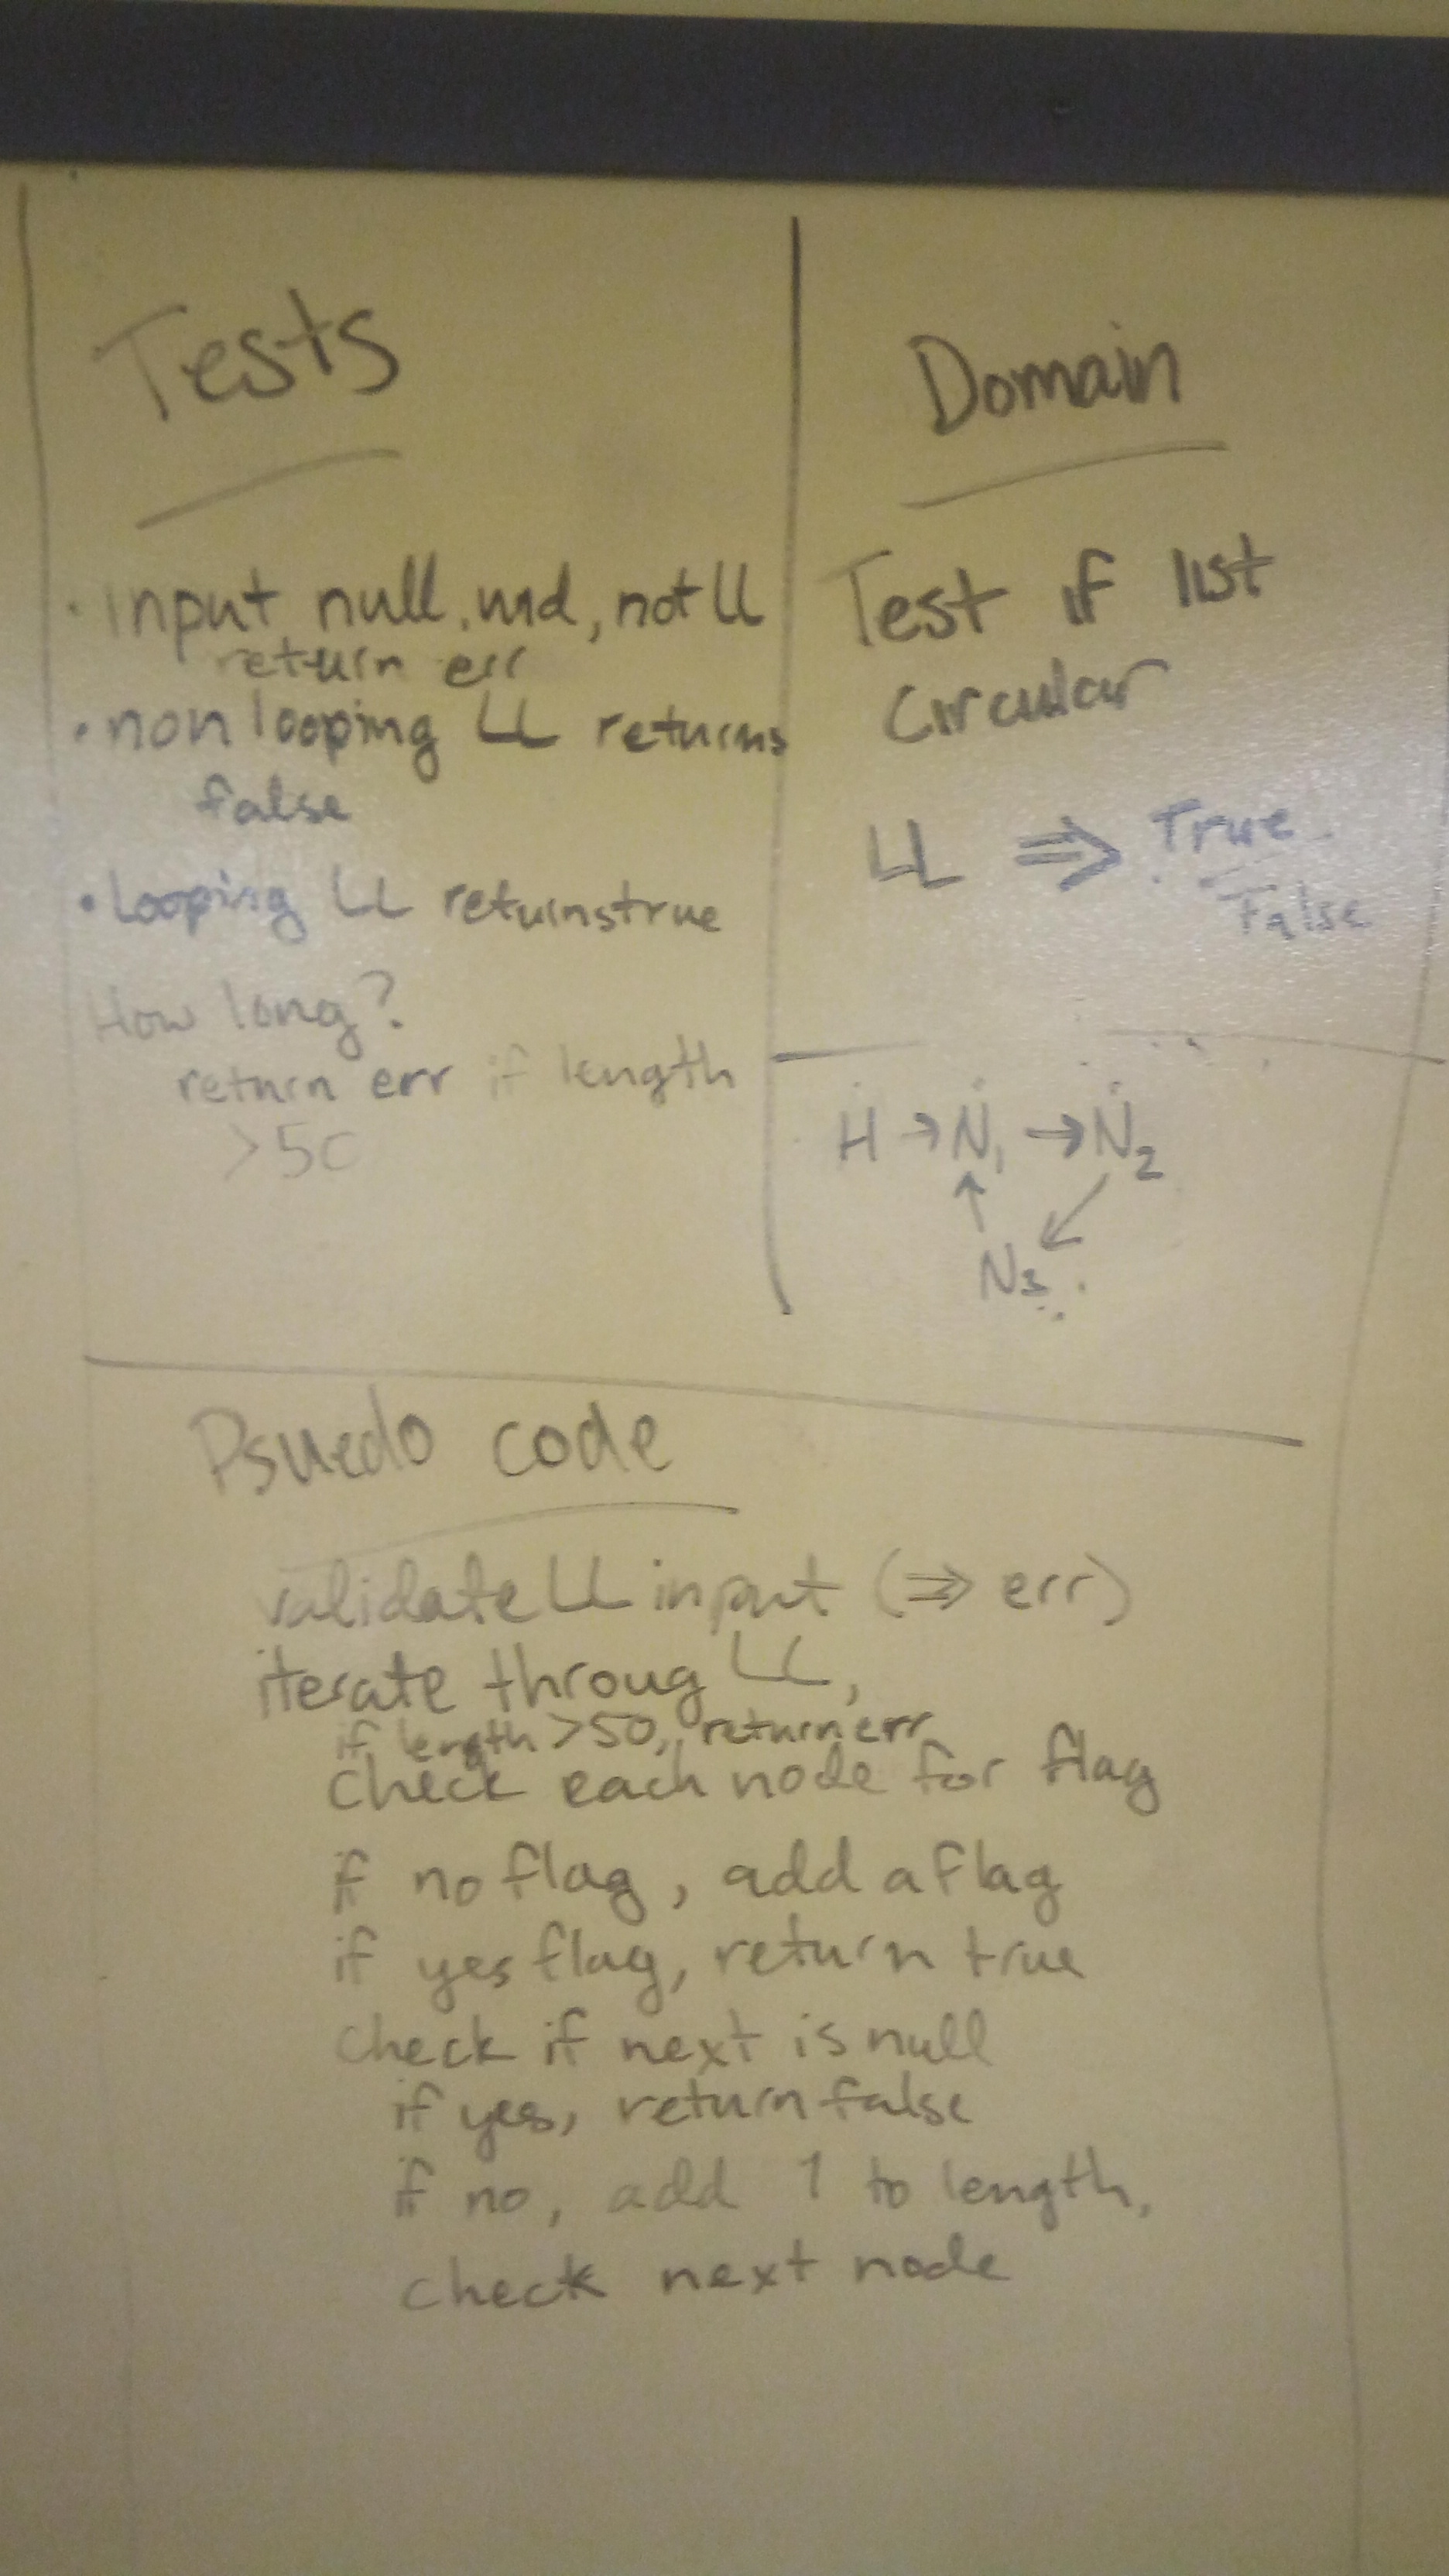 Tests
· input null, und, not LL
return err
· non looping LL returns
false
· Looping LL returns true
How long?
return err if length
>50
Domain
Test if list
Circular
LL ⇒ True
False
H → N1 → N2
↑ ↙
N3
Psuedo code
validate LL input (⇒ err)
iterate throug LL,
if length >50, return err
check each node for flag
if no flag, add a flag
if yes flag, return true
check if next is null
if yes, return false
if no, add 1 to length,
check next node